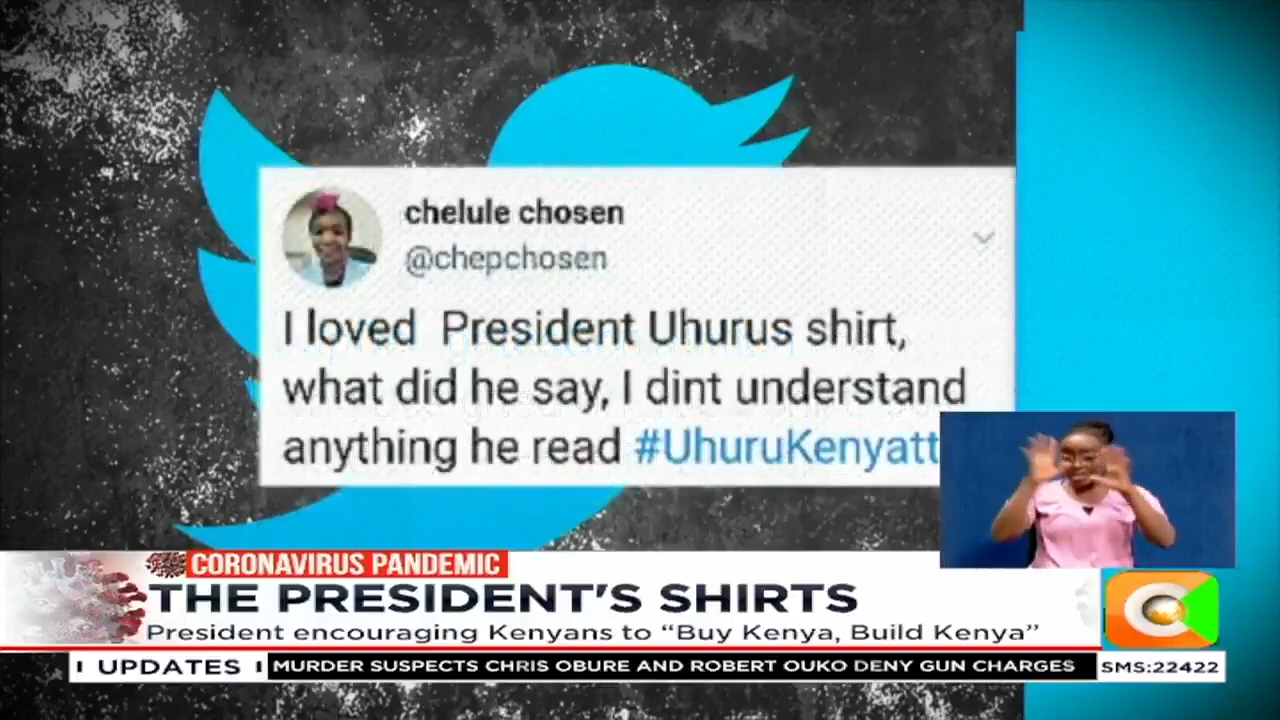 chelule chosen
@chepchosen
I loved President Uhurus shirt,
what did he say, I dint understand
anything he read #UhuruKenyatt
CORONAVIRUS PANDEMIC
THE PRESIDENT'S SHIRTS
President encouraging Kenyans to “Buy Kenya, Build Kenya”
UPDATES
MURDER SUSPECTS CHRIS OBURE AND ROBERT OUKO DENY GUN CHARGES
SMS:22422